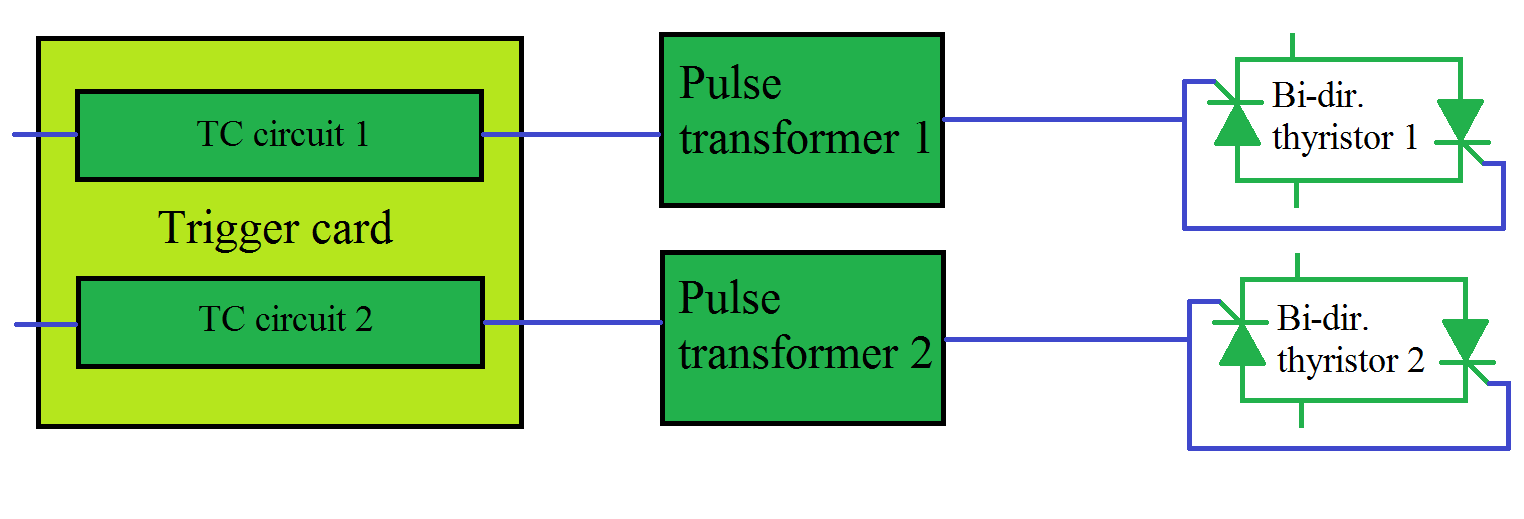 TC circuit 1
Trigger card
TC circuit 2
Pulse
transformer 1
Pulse
transformer 2
Bi-dir.
thyristor 1
Bi-dir.
thyristor 2